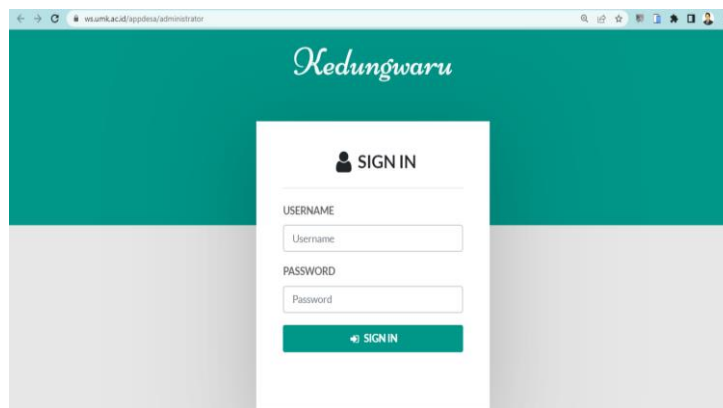 ws.umk.ac.id/appdesa/administrator
Kedungwaru
SIGN IN
USERNAME
Username
PASSWORD
Password
SIGN IN